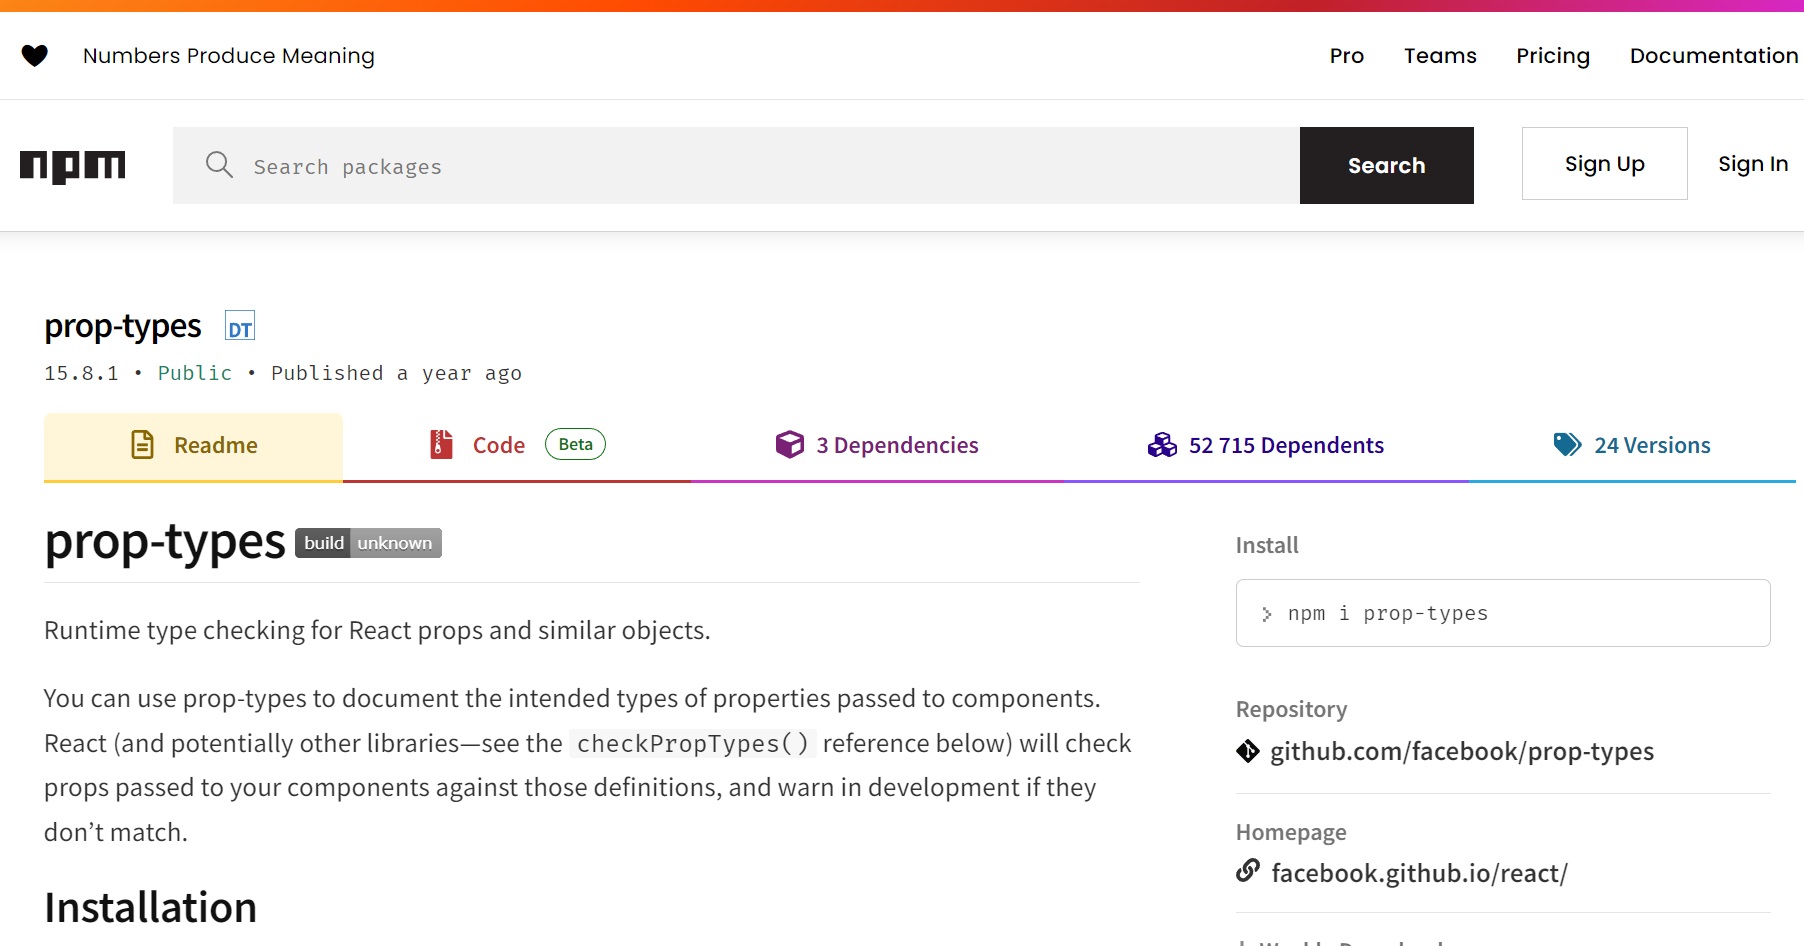 Numbers Produce Meaning
Pro Teams Pricing Documentation
npm
Search packages
Search
Sign Up
Sign In
prop-types DT
15.8.1 • Public • Published a year ago
Readme
Code Beta
3 Dependencies
52 715 Dependents
24 Versions
prop-types build unknown
Runtime type checking for React props and similar objects.
You can use prop-types to document the intended types of properties passed to components.
React (and potentially other libraries—see the checkPropTypes() reference below) will check
props passed to your components against those definitions, and warn in development if they
don’t match.
Installation
Install
> npm i prop-types
Repository
github.com/facebook/prop-types
Homepage
facebook.github.io/react/